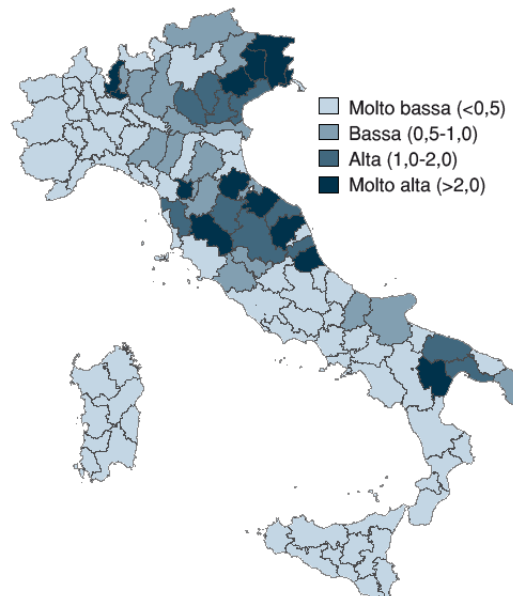 Molto bassa (<0,5)
Bassa (0,5-1,0)
Alta (1,0-2,0)
Molto alta (>2,0)